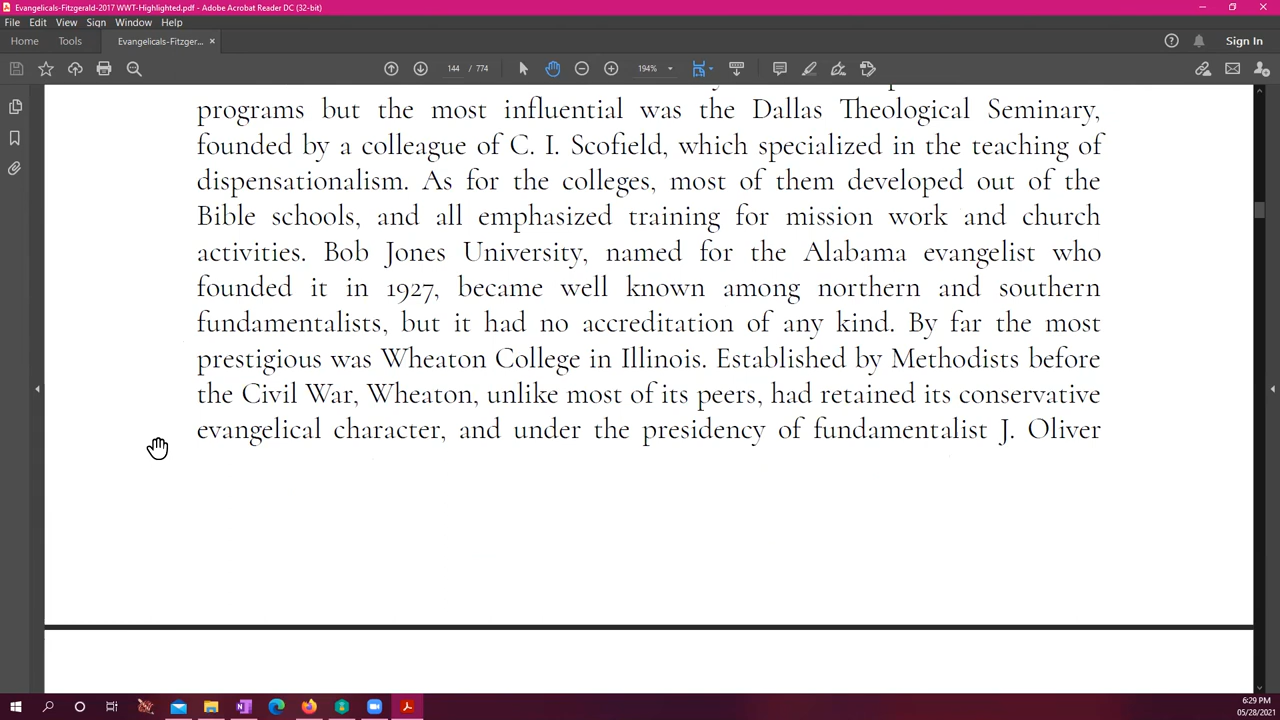 Evangelicals-Fitzgerald-2017 WWT-Highlighted.pdf - Adobe Acrobat Reader DC (32-bit)
File Edit View Sign Window Help
Home Tools Evangelicals-Fitzger... × Sign In
144 / 774 194%
programs but the most influential was the Dallas Theological Seminary,
founded by a colleague of C. I. Scofield, which specialized in the teaching of
dispensationalism. As for the colleges, most of them developed out of the
Bible schools, and all emphasized training for mission work and church
activities. Bob Jones University, named for the Alabama evangelist who
founded it in 1927, became well known among northern and southern
fundamentalists, but it had no accreditation of any kind. By far the most
prestigious was Wheaton College in Illinois. Established by Methodists before
the Civil War, Wheaton, unlike most of its peers, had retained its conservative
evangelical character, and under the presidency of fundamentalist J. Oliver
6:29 PM
05/28/2021